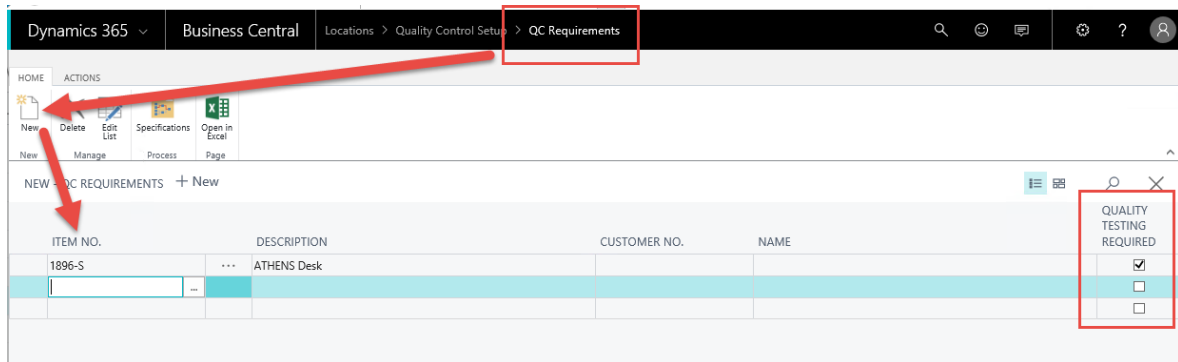 Dynamics 365 Business Central Locations > Quality Control Setup > QC Requirements ?
HOME ACTIONS
New Delete Edit List Specifications Open in Excel
New Manage Process Page
NEW - QC REQUIREMENTS + New
ITEM NO. DESCRIPTION CUSTOMER NO. NAME QUALITY TESTING REQUIRED
1896-S ... ATHENS Desk
...